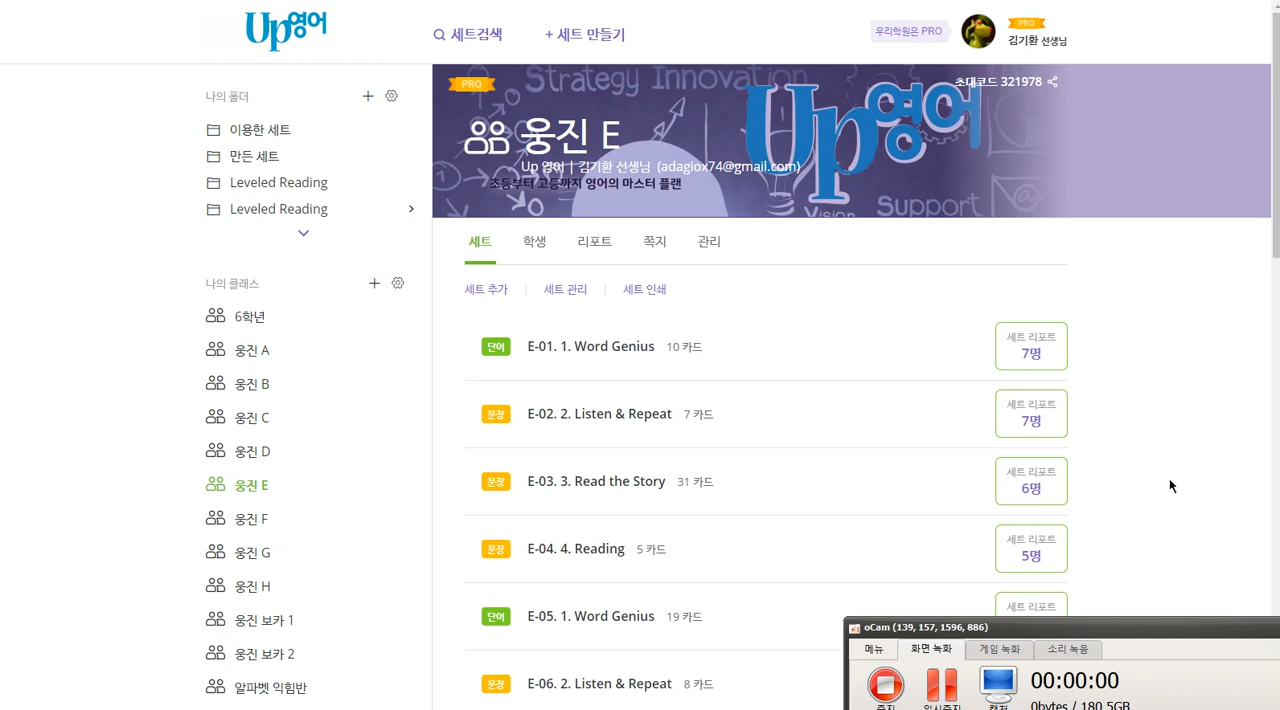 Up영어
세트검색
+ 세트 만들기
우리학원은 PRO
PRO
김기환 선생님
나의 폴더
이용한 세트
만든 세트
Leveled Reading
Leveled Reading
나의 클래스
6학년
웅진 A
웅진 B
웅진 C
웅진 D
웅진 E
웅진 F
웅진 G
웅진 H
웅진 보카 1
웅진 보카 2
알파벳 익힘반
PRO
Strategy Innovation
초대코드 321978
웅진 E
Up영어
Up 영어 | 김기환 선생님 (adagiox74@gmail.com)
초등부터 고등까지 영어의 마스터 플랜
Vision
Support
세트 학생 리포트 쪽지 관리
세트 추가 | 세트 관리 | 세트 인쇄
단어 E-01. 1. Word Genius 10 카드
세트 리포트
7명
문장 E-02. 2. Listen & Repeat 7 카드
세트 리포트
7명
문장 E-03. 3. Read the Story 31 카드
세트 리포트
6명
문장 E-04. 4. Reading 5 카드
세트 리포트
5명
단어 E-05. 1. Word Genius 19 카드
세트 리포트
문장 E-06. 2. Listen & Repeat 8 카드
oCam (139, 157, 1596, 886)
메뉴 화면 녹화 게임 녹화 소리 녹음
중지 일시중지 캡처
00:00:00
0bytes / 180.5GB